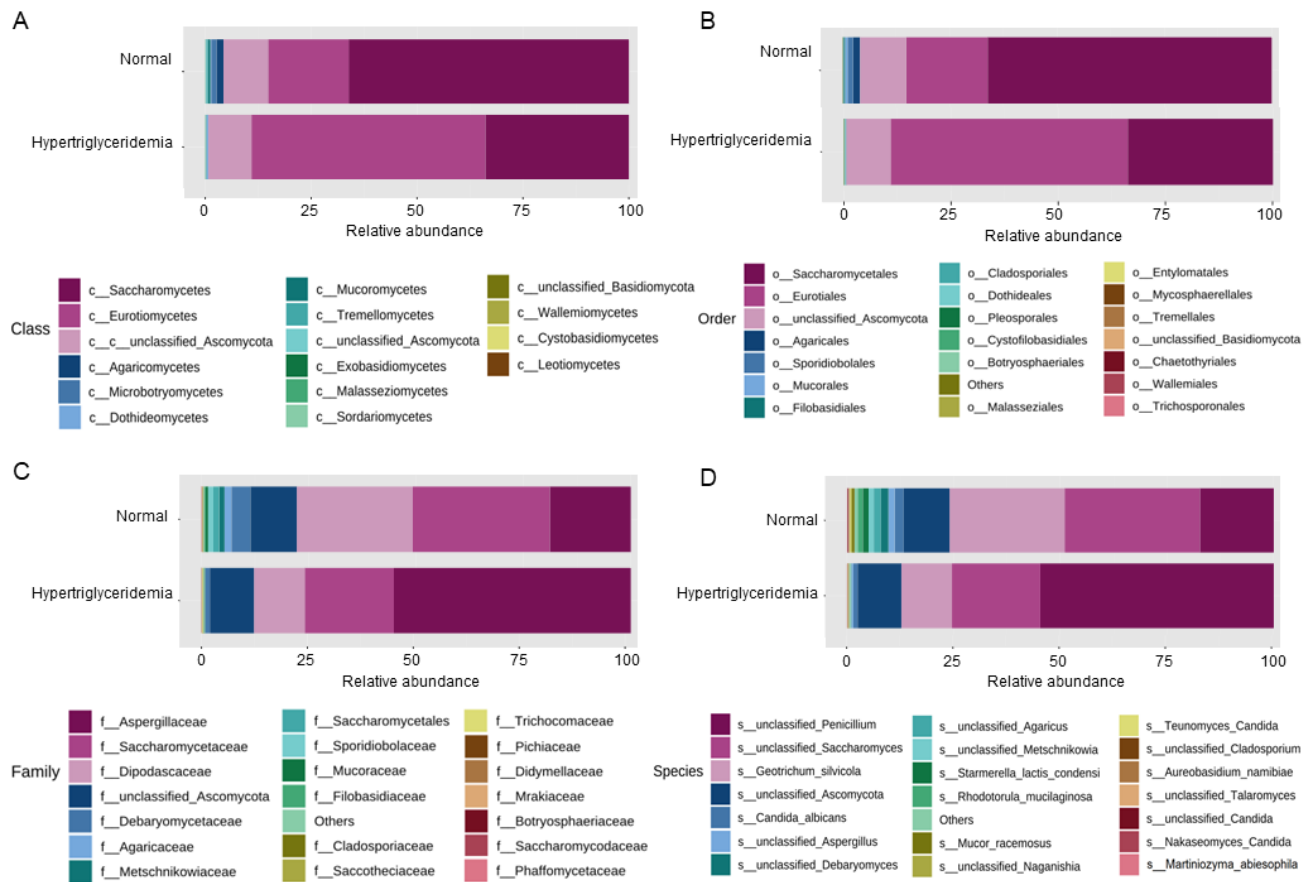 A
Normal
Hypertriglyceridemia
0 25 50 75 100
Relative abundance
Class
c__Saccharomycetes
c__Eurotiomycetes
c__c__unclassified_Ascomycota
c__Agaricomycetes
c__Microbotryomycetes
c__Dothideomycetes
c__Mucoromycetes
c__Tremellomycetes
c__unclassified_Ascomycota
c__Exobasidiomycetes
c__Malasseziomycetes
c__Sordariomycetes
c__unclassified_Basidiomycota
c__Wallemiomycetes
c__Cystobasidiomycetes
c__Leotiomycetes
B
Normal
Hypertriglyceridemia
0 25 50 75 100
Relative abundance
Order
o__Saccharomycetales
o__Eurotiales
o__unclassified_Ascomycota
o__Agaricales
o__Sporidiobolales
o__Mucorales
o__Filobasidiales
o__Cladosporiales
o__Dothideales
o__Pleosporales
o__Cystofilobasidiales
o__Botryosphaeriales
Others
o__Malasseziales
o__Entylomatales
o__Mycosphaerellales
o__Tremellales
o__unclassified_Basidiomycota
o__Chaetothyriales
o__Wallemiales
o__Trichosporonales
C
Normal
Hypertriglyceridemia
0 25 50 75 100
Relative abundance
Family
f__Aspergillaceae
f__Saccharomycetaceae
f__Dipodascaceae
f__unclassified_Ascomycota
f__Debaryomycetaceae
f__Agaricaceae
f__Metschnikowiaceae
f__Saccharomycetales
f__Sporidiobolaceae
f__Mucoraceae
f__Filobasidiaceae
Others
f__Cladosporiaceae
f__Saccotheciaceae
f__Trichocomaceae
f__Pichiaceae
f__Didymellaceae
f__Mrakiaceae
f__Botryosphaeriaceae
f__Saccharomycodaceae
f__Phaffomycetaceae
D
Normal
Hypertriglyceridemia
0 25 50 75 100
Relative abundance
Species
s__unclassified_Penicillium
s__unclassified_Saccharomyces
s__Geotrichum_silvicola
s__unclassified_Ascomycota
s__Candida_albicans
s__unclassified_Aspergillus
s__unclassified_Debaryomyces
s__unclassified_Agaricus
s__unclassified_Metschnikowia
s__Starmerella_lactis_condensi
s__Rhodotorula_mucilaginosa
Others
s__Mucor_racemosus
s__unclassified_Naganishia
s__Teunomyces_Candida
s__unclassified_Cladosporium
s__Aureobasidium_namibiae
s__unclassified_Talaromyces
s__unclassified_Candida
s__Nakaseomyces_Candida
s__Martiniozyma_abiesophila